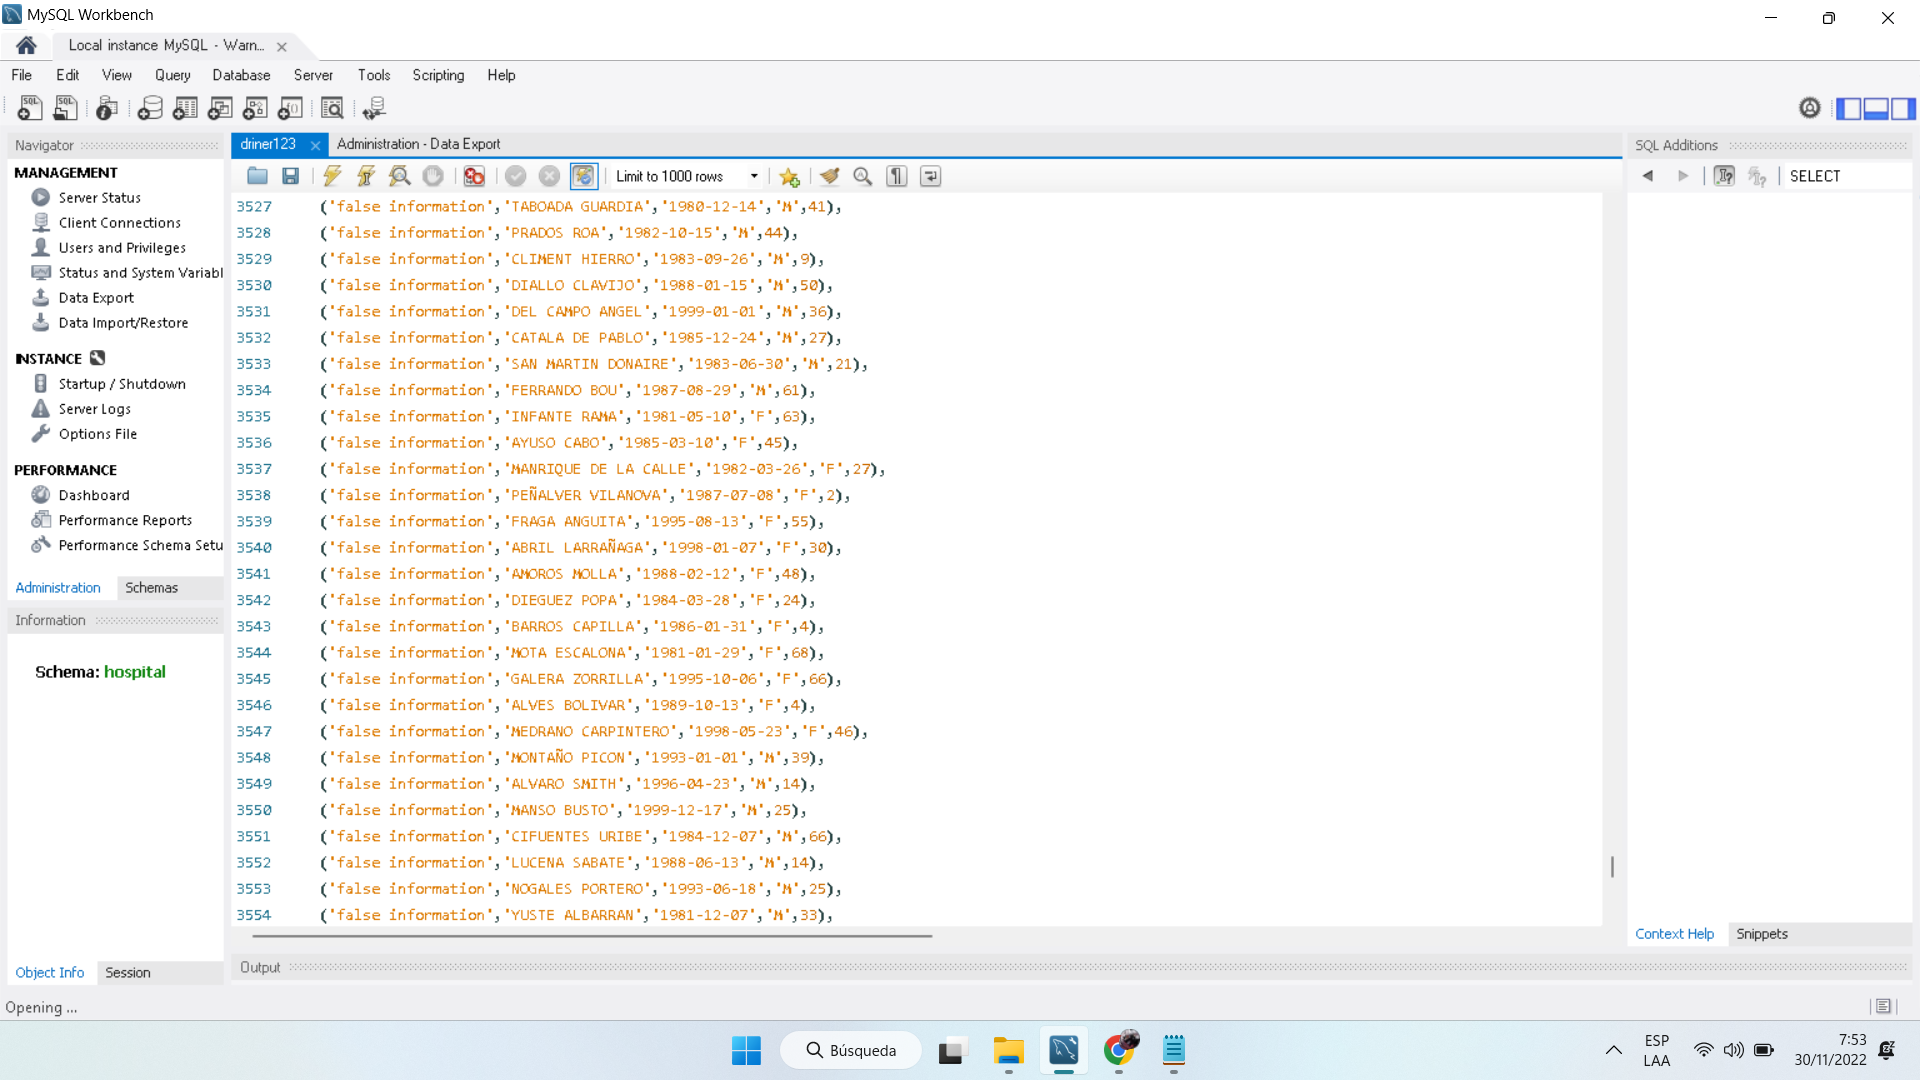 MySQL Workbench
Local instance MySQL - Warn...
File Edit View Query Database Server Tools Scripting Help
Navigator
MANAGEMENT
Server Status
Client Connections
Users and Privileges
Status and System Variabl
Data Export
Data Import/Restore
INSTANCE
Startup / Shutdown
Server Logs
Options File
PERFORMANCE
Dashboard
Performance Reports
Performance Schema Setu
Administration Schemas
Information
Schema: hospital
Object Info Session
driner123 Administration - Data Export
Limit to 1000 rows
3527 ('false information','TABOADA GUARDIA','1980-12-14','M',41),
3528 ('false information','PRADOS ROA','1982-10-15','M',44),
3529 ('false information','CLIMENT HIERRO','1983-09-26','M',9),
3530 ('false information','DIALLO CLAVIJO','1988-01-15','M',50),
3531 ('false information','DEL CAMPO ANGEL','1999-01-01','M',36),
3532 ('false information','CATALA DE PABLO','1985-12-24','M',27),
3533 ('false information','SAN MARTIN DONAIRE','1983-06-30','M',21),
3534 ('false information','FERRANDO BOU','1987-08-29','M',61),
3535 ('false information','INFANTE RAMA','1981-05-10','F',63),
3536 ('false information','AYUSO CABO','1985-03-10','F',45),
3537 ('false information','MANRIQUE DE LA CALLE','1982-03-26','F',27),
3538 ('false information','PEÑALVER VILANOVA','1987-07-08','F',2),
3539 ('false information','FRAGA ANGUITA','1995-08-13','F',55),
3540 ('false information','ABRIL LARRAÑAGA','1998-01-07','F',30),
3541 ('false information','AMOROS MOLLA','1988-02-12','F',48),
3542 ('false information','DIEGUEZ POPA','1984-03-28','F',24),
3543 ('false information','BARROS CAPILLA','1986-01-31','F',4),
3544 ('false information','MOTA ESCALONA','1981-01-29','F',68),
3545 ('false information','GALERA ZORRILLA','1995-10-06','F',66),
3546 ('false information','ALVES BOLIVAR','1989-10-13','F',4),
3547 ('false information','MEDRANO CARPINTERO','1998-05-23','F',46),
3548 ('false information','MONTAÑO PICON','1993-01-01','M',39),
3549 ('false information','ALVARO SMITH','1996-04-23','M',14),
3550 ('false information','MANSO BUSTO','1999-12-17','M',25),
3551 ('false information','CIFUENTES URIBE','1984-12-07','M',66),
3552 ('false information','LUCENA SABATE','1988-06-13','M',14),
3553 ('false information','NOGALES PORTERO','1993-06-18','M',25),
3554 ('false information','YUSTE ALBARRAN','1981-12-07','M',33),
Output
SQL Additions
SELECT
Context Help Snippets
Opening ...
Búsqueda
ESP
LAA
7:53
30/11/2022